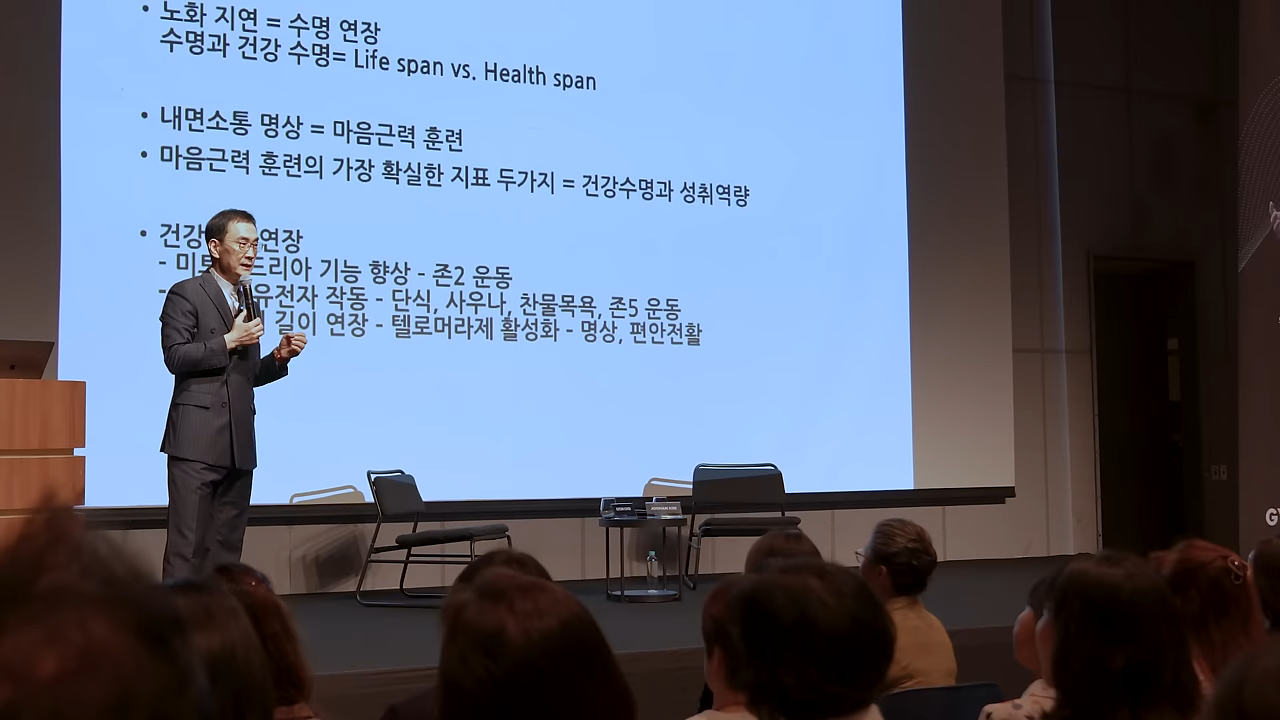 • 노화 지연 = 수명 연장
수명과 건강 수명= Life span vs. Health span
• 내면소통 명상 = 마음근력 훈련
• 마음근력 훈련의 가장 확실한 지표 두가지 = 건강수명과 성취역량
• 건강 연장
- 미토 드리아 기능 향상 - 존2 운동
- 유전자 작동 - 단식, 사우나, 찬물목욕, 존5 운동
길이 연장 - 텔로머라제 활성화 - 명상, 편안전활
JOOHAN KIM
G